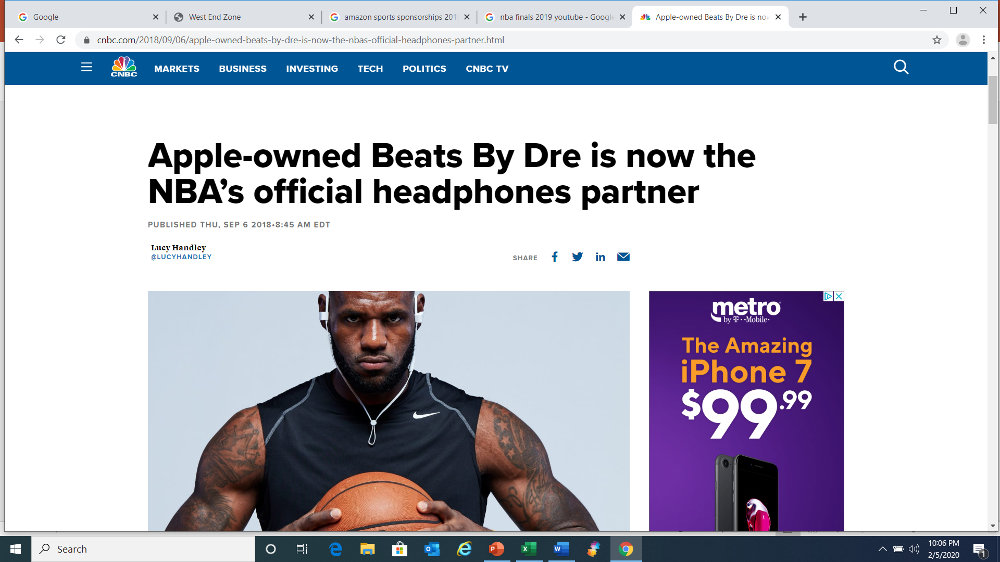 Google
West End Zone
amazon sports sponsorships 201
nba finals 2019 youtube - Google
Apple-owned Beats By Dre is now
cnbc.com/2018/09/06/apple-owned-beats-by-dre-is-now-the-nbas-official-headphones-partner.html
CNBC
MARKETS
BUSINESS
INVESTING
TECH
POLITICS
CNBC TV
Apple-owned Beats By Dre is now the
NBA’s official headphones partner
PUBLISHED THU, SEP 6 2018•8:45 AM EDT
Lucy Handley
@LUCYHANDLEY
SHARE
metro
by T··Mobile·
The Amazing
iPhone 7
$99.99
Search
10:06 PM
2/5/2020
1